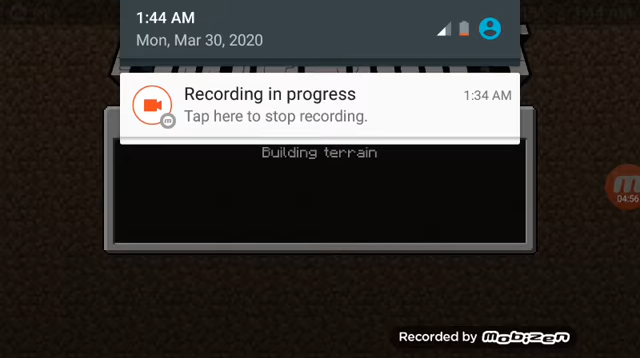 1:44 AM
Mon, Mar 30, 2020
Recording in progress
1:34 AM
Tap here to stop recording.
Building terrain
04:56
Recorded by mobizen